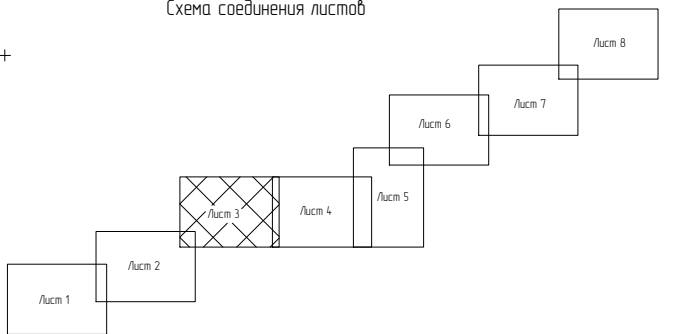 Схема соединения листов
Лист 8
Лист 7
Лист 6
Лист 5
Лист 3
Лист 4
Лист 2
Лист 1